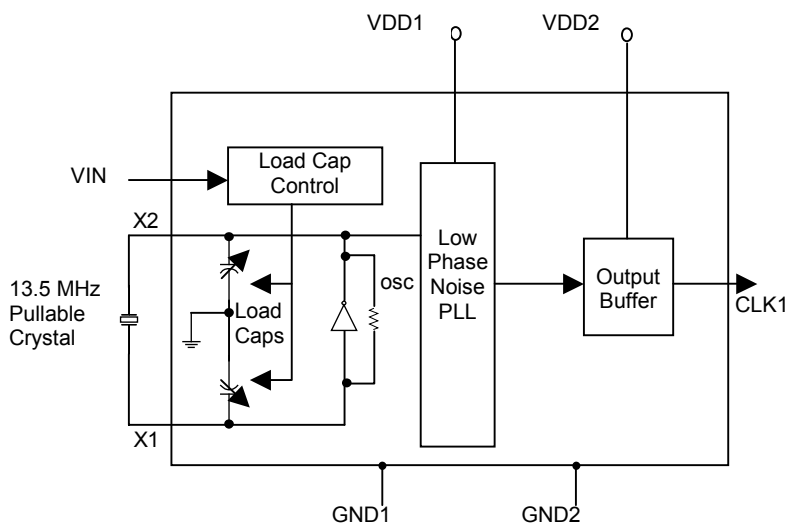 VDD1
VDD2
VIN
Load Cap
Control
X2
13.5 MHz
Pullable
Crystal
Load
Caps
osc
Low
Phase
Noise
PLL
Output
Buffer
CLK1
X1
GND1
GND2